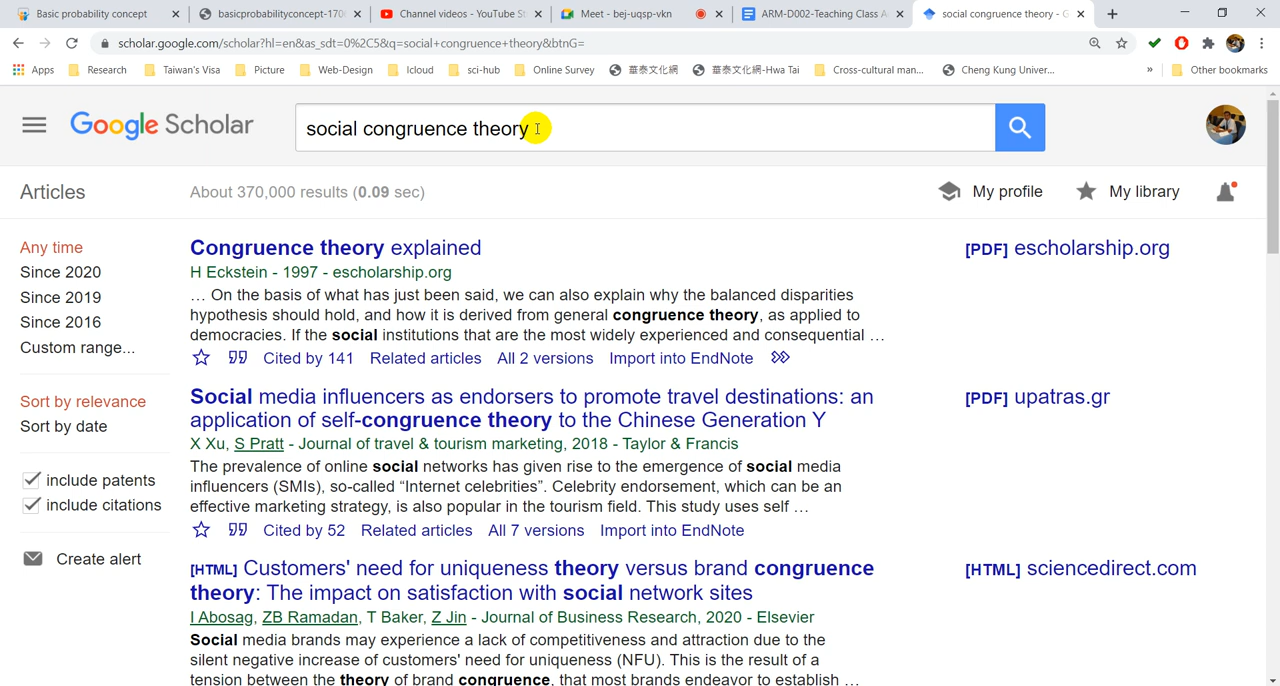 Basic probability concept
basicprobabilityconcept-170
Channel videos - YouTube St
Meet - bej-uqsp-vkn
ARM-D002-Teaching Class A
social congruence theory - G
scholar.google.com/scholar?hl=en&as_sdt=0%2C5&q=social+congruence+theory&btnG=
Apps
Research
Taiwan's Visa
Picture
Web-Design
Icloud
sci-hub
Online Survey
華泰文化網
華泰文化網-Hwa Tai
Cross-cultural man...
Cheng Kung Univer...
»
Other bookmarks
Google Scholar
social congruence theory
Articles
About 370,000 results (0.09 sec)
My profile
My library
Any time
Since 2020
Since 2019
Since 2016
Custom range...
Sort by relevance
Sort by date
include patents
include citations
Create alert
Congruence theory explained
[PDF] escholarship.org
H Eckstein - 1997 - escholarship.org
… On the basis of what has just been said, we can also explain why the balanced disparities
hypothesis should hold, and how it is derived from general congruence theory, as applied to
democracies. If the social institutions that are the most widely experienced and consequential …
Cited by 141 Related articles All 2 versions Import into EndNote
Social media influencers as endorsers to promote travel destinations: an
application of self-congruence theory to the Chinese Generation Y
[PDF] upatras.gr
X Xu, S Pratt - Journal of travel & tourism marketing, 2018 - Taylor & Francis
The prevalence of online social networks has given rise to the emergence of social media
influencers (SMIs), so-called “Internet celebrities”. Celebrity endorsement, which can be an
effective marketing strategy, is also popular in the tourism field. This study uses self …
Cited by 52 Related articles All 7 versions Import into EndNote
[HTML] Customers' need for uniqueness theory versus brand congruence
theory: The impact on satisfaction with social network sites
[HTML] sciencedirect.com
I Abosag, ZB Ramadan, T Baker, Z Jin - Journal of Business Research, 2020 - Elsevier
Social media brands may experience a lack of competitiveness and attraction due to the
silent negative increase of customers' need for uniqueness (NFU). This is the result of a
tension between the theory of brand congruence, that most brands endeavor to establish …